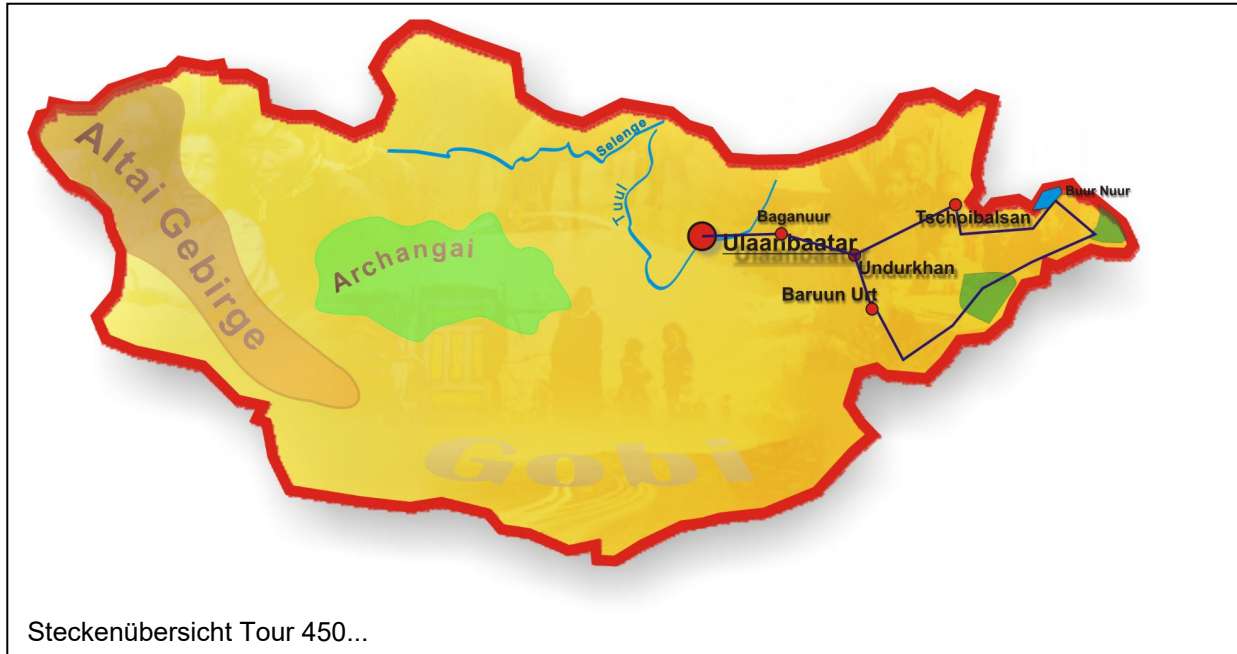 Altai Gebirge
Archangai
Selenge
Tuul
Gobi
Ulaanbaatar
Baganuur
Undurkhan
Baruun Urt
Tschoibalsan
Buur Nuur
Steckenübersicht Tour 450...